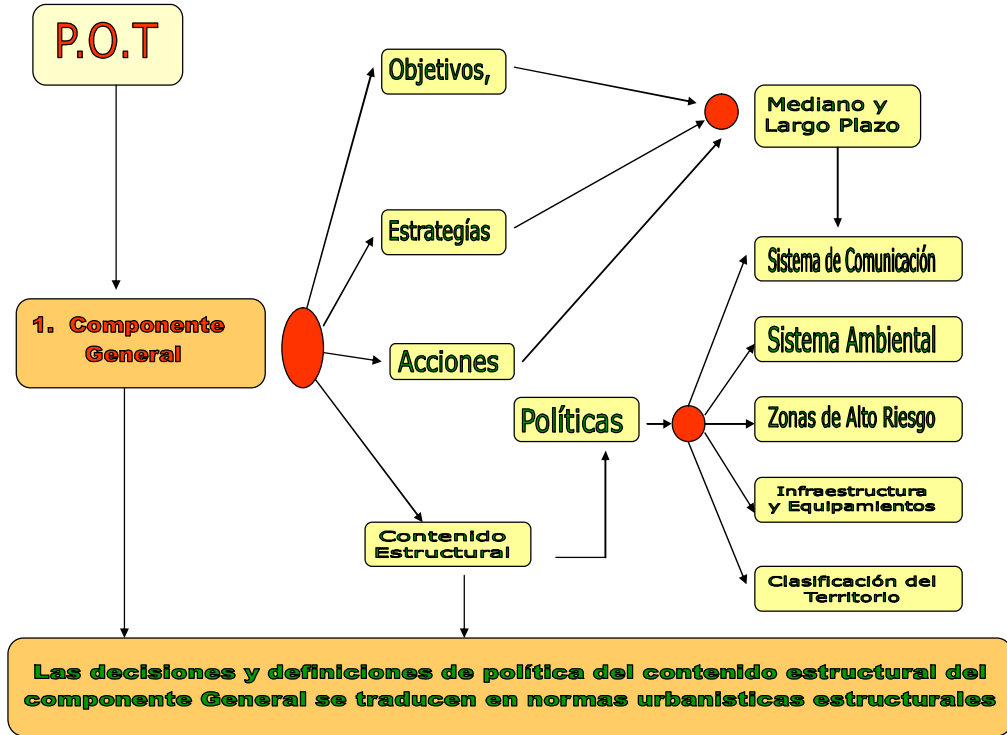 P.O.T
Objetivos,
Mediano y
Largo Plazo
Estrategías
Sistema de Comunicación
1. Componente
General
Sistema Ambiental
Acciones
Políticas
Zonas de Alto Riesgo
Infraestructura
y Equipamientos
Contenido
Estructural
Clasificación del
Territorio
Las decisiones y definiciones de política del contenido estructural del
componente General se traducen en normas urbanisticas estructurales